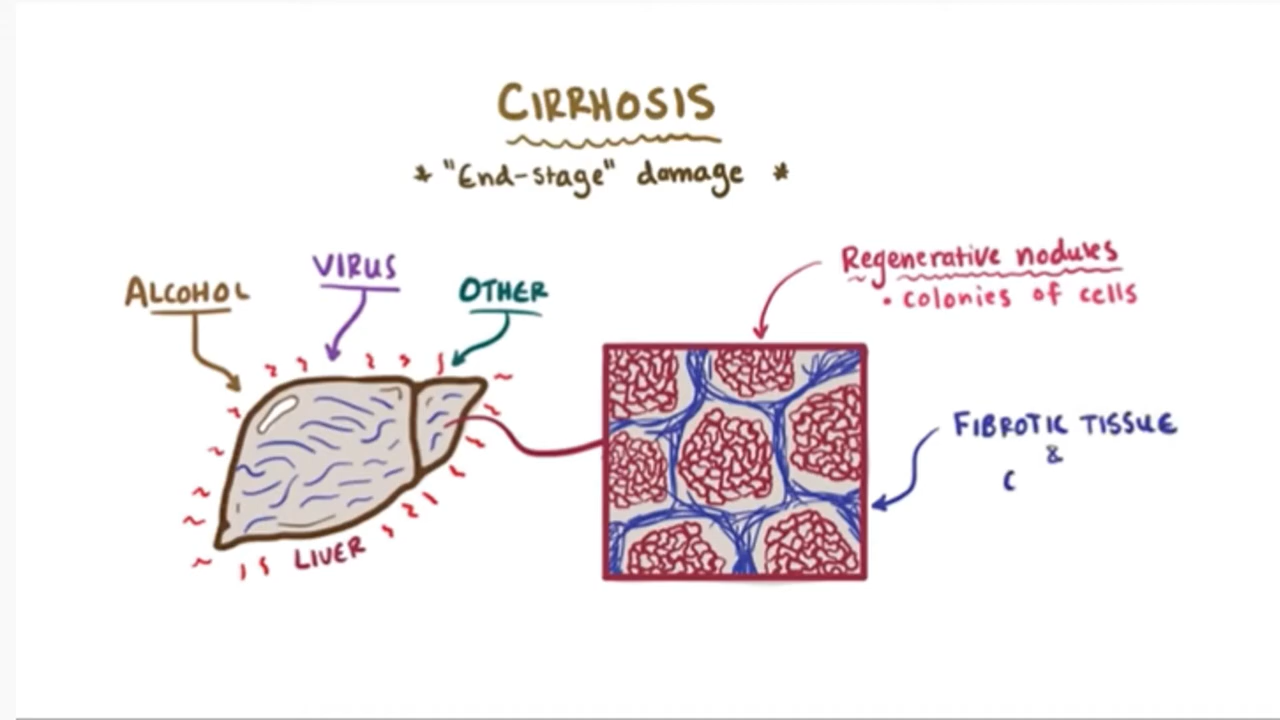 CIRRHOSIS
* "End-stage" damage *
ALCOHOL
VIRUS
OTHER
LIVER
Regenerative nodules
• colonies of cells
FIBROTIC TISSUE
&
C